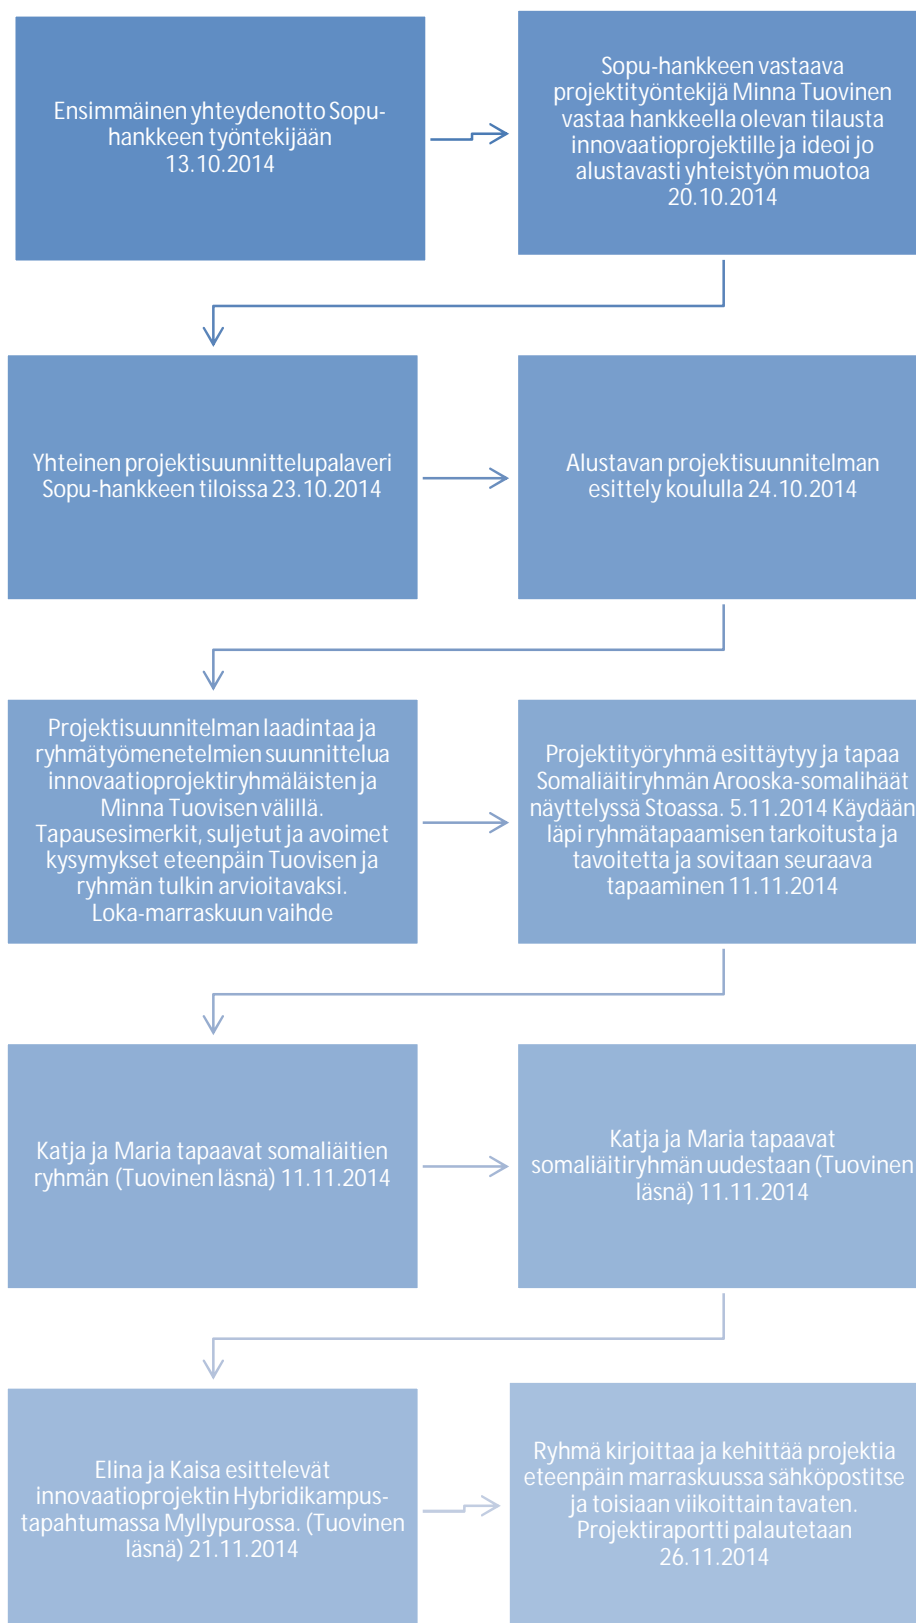 Ensimmäinen yhteydenotto Sopu-
hankkeen työntekijään
13.10.2014
Sopu-hankkeen vastaava
projektityöntekijä Minna Tuovinen
vastaa hankkeella olevan tilausta
innovaatioprojektille ja ideoi jo
alustavasti yhteistyön muotoa
20.10.2014
Yhteinen projektisuunnittelupalaveri
Sopu-hankkeen tiloissa 23.10.2014
Alustavan projektisuunnitelman
esittely koululla 24.10.2014
Projektisuunnitelman laadintaa ja
ryhmätyömenetelmien suunnittelua
innovaatioprojektiryhmäläisten ja
Minna Tuovisen välillä.
Tapausesimerkit, suljetut ja avoimet
kysymykset eteenpäin Tuovisen ja
ryhmän tulkin arvioitavaksi.
Loka-marraskuun vaihde
Projektityöryhmä esittäytyy ja tapaa
Somaliäitiryhmän Arooska-somalihäät
näyttelyssä Stoassa. 5.11.2014 Käydään
läpi ryhmätapaamisen tarkoitusta ja
tavoitetta ja sovitaan seuraava
tapaaminen 11.11.2014
Katja ja Maria tapaavat somaliäitien
ryhmän (Tuovinen läsnä) 11.11.2014
Katja ja Maria tapaavat
somaliäitiryhmän uudestaan (Tuovinen
läsnä) 11.11.2014
Elina ja Kaisa esittelevät
innovaatioprojektin Hybridikampus-
tapahtumassa Myllypurossa. (Tuovinen
läsnä) 21.11.2014
Ryhmä kirjoittaa ja kehittää projektia
eteenpäin marraskuussa sähköpostitse
ja toisiaan viikoittain tavaten.
Projektiraportti palautetaan
26.11.2014